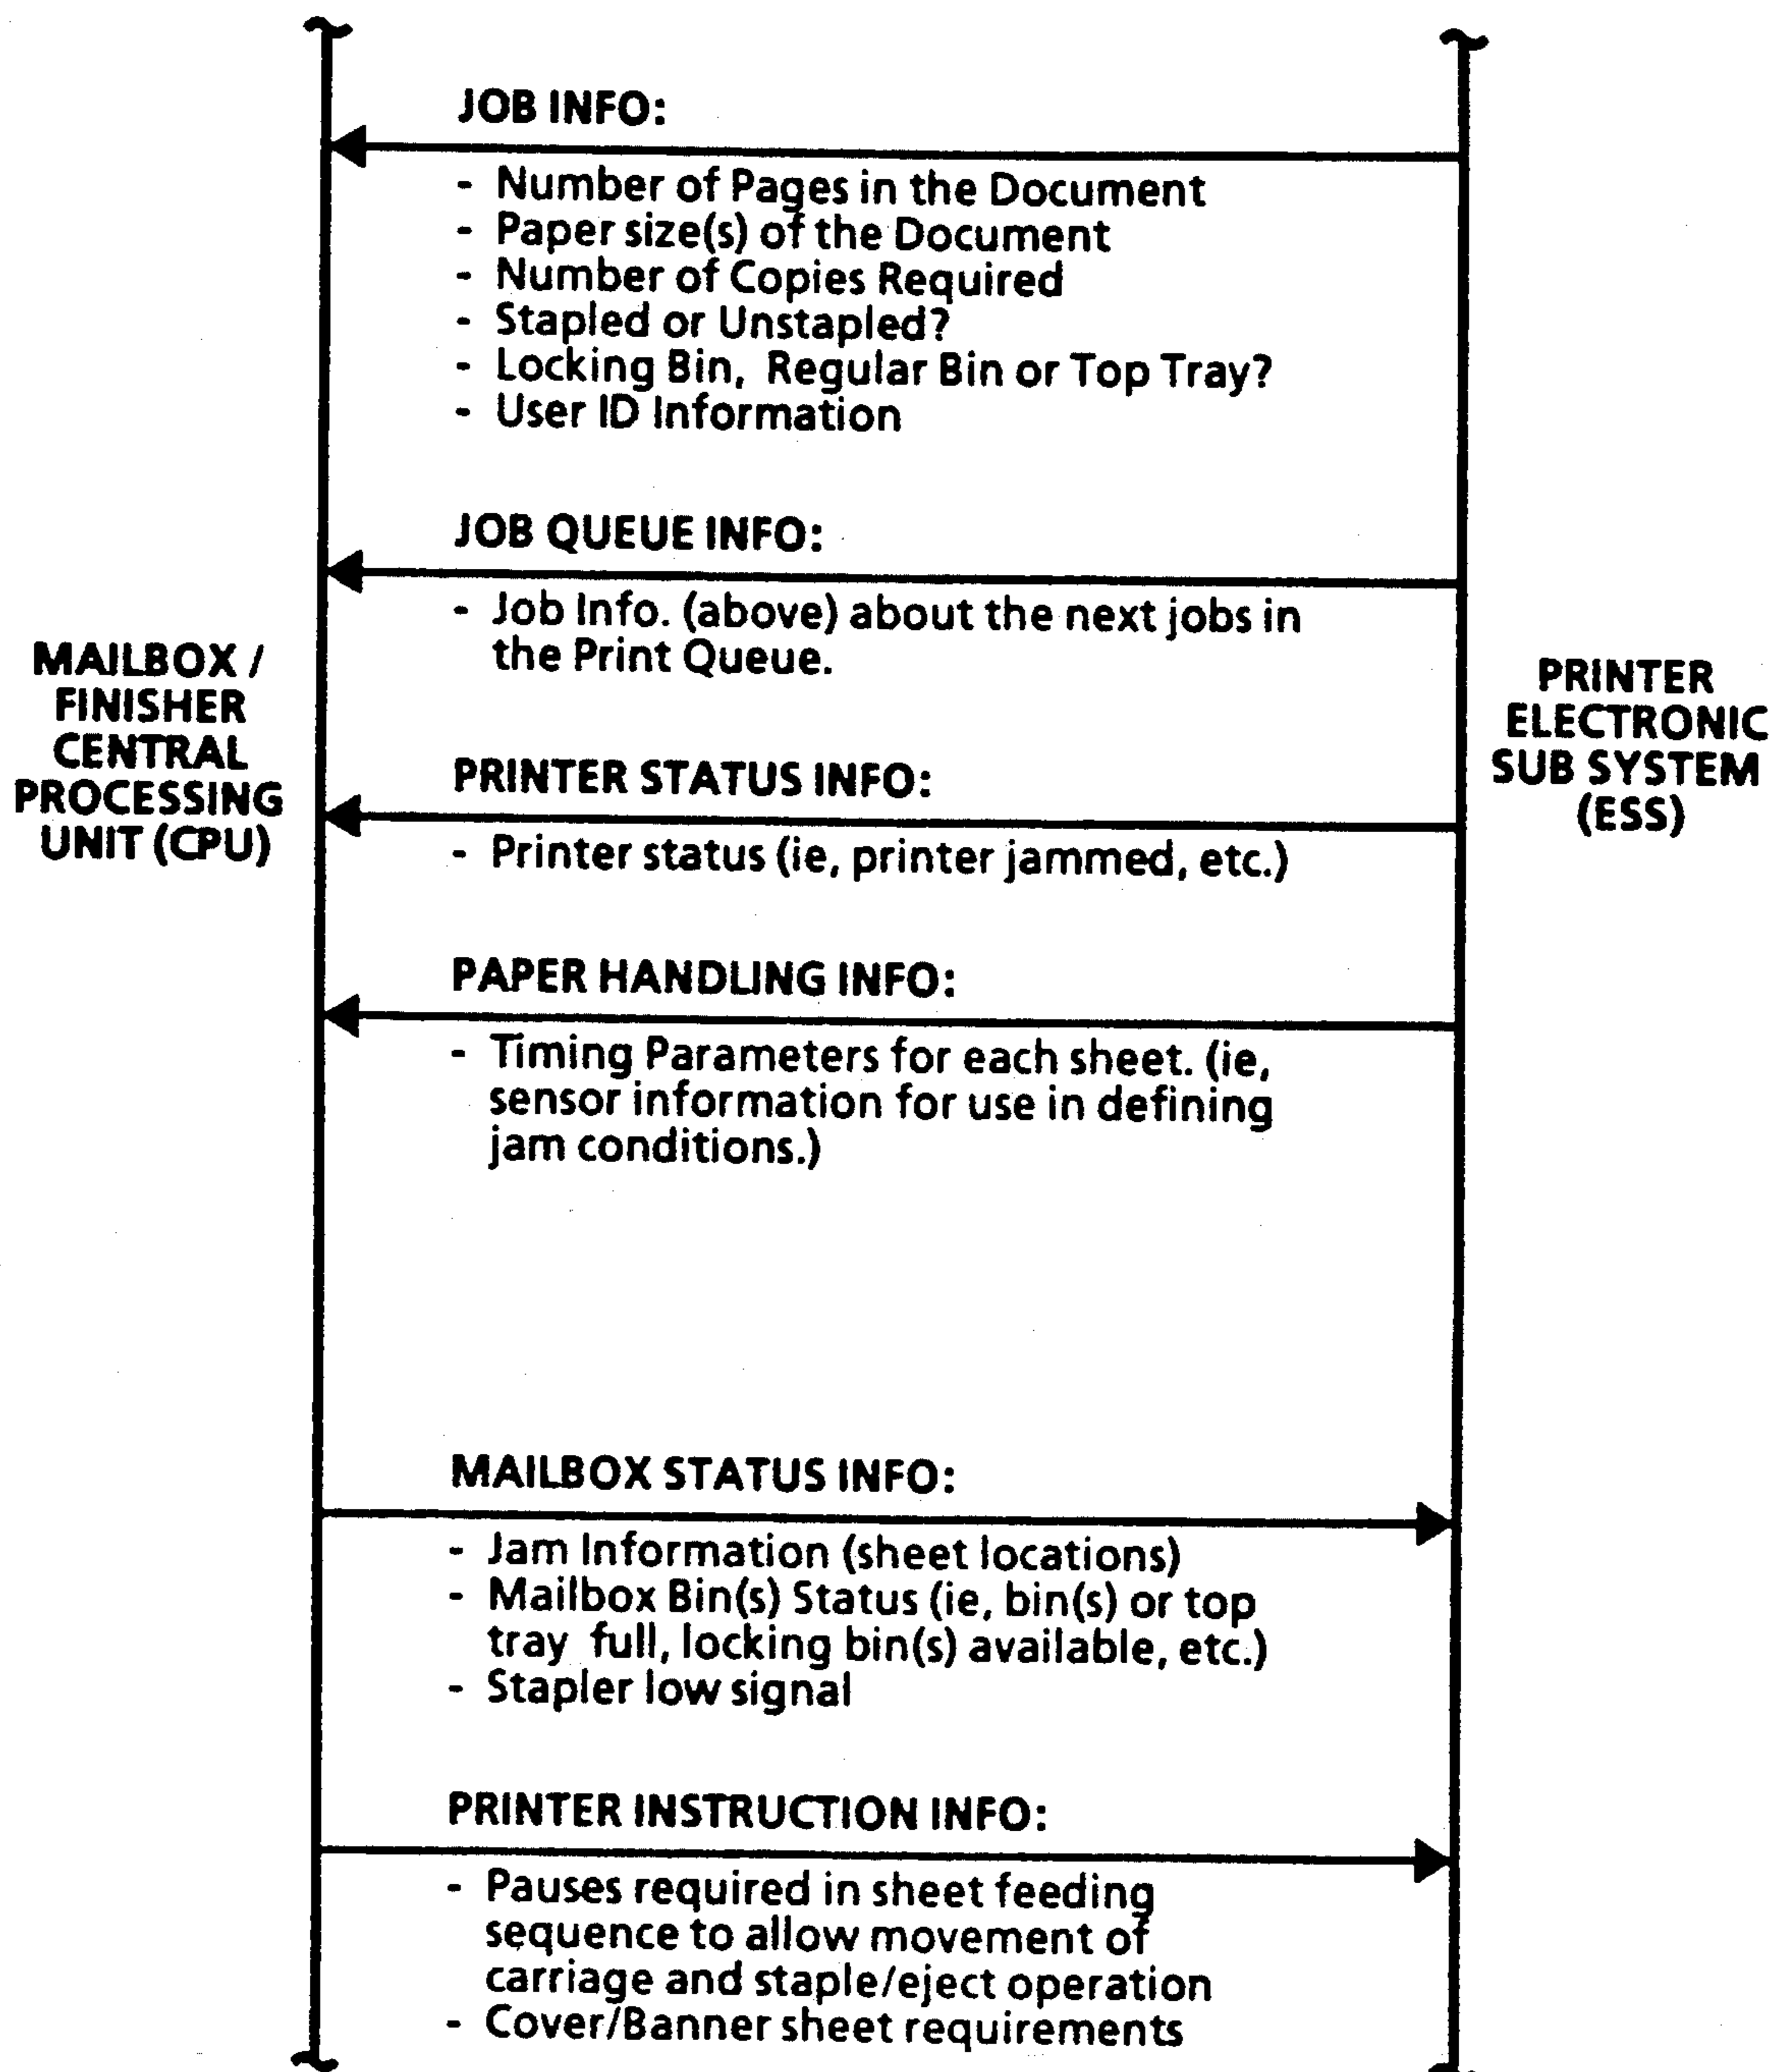 JOB INFO:
- Number of Pages in the Document
- Paper size(s) of the Document
- Number of Copies Required
- Stapled or Unstapled?
- Locking Bin, Regular Bin or Top Tray?
- User ID Information
JOB QUEUE INFO:
- Job Info. (above) about the next jobs in
the Print Queue.
MAILBOX /
FINISHER
CENTRAL
PROCESSING
UNIT (CPU)
PRINTER
ELECTRONIC
SUB SYSTEM
(ESS)
PRINTER STATUS INFO:
- Printer status (ie, printer jammed, etc.)
PAPER HANDLING INFO:
- Timing Parameters for each sheet. (ie,
sensor information for use in defining
jam conditions.)
MAILBOX STATUS INFO:
- Jam Information (sheet locations)
- Mailbox Bin(s) Status (ie, bin(s) or top
tray full, locking bin(s) available, etc.)
- Stapler low signal
PRINTER INSTRUCTION INFO:
- Pauses required in sheet feeding
sequence to allow movement of
carriage and staple/eject operation
- Cover/Banner sheet requirements